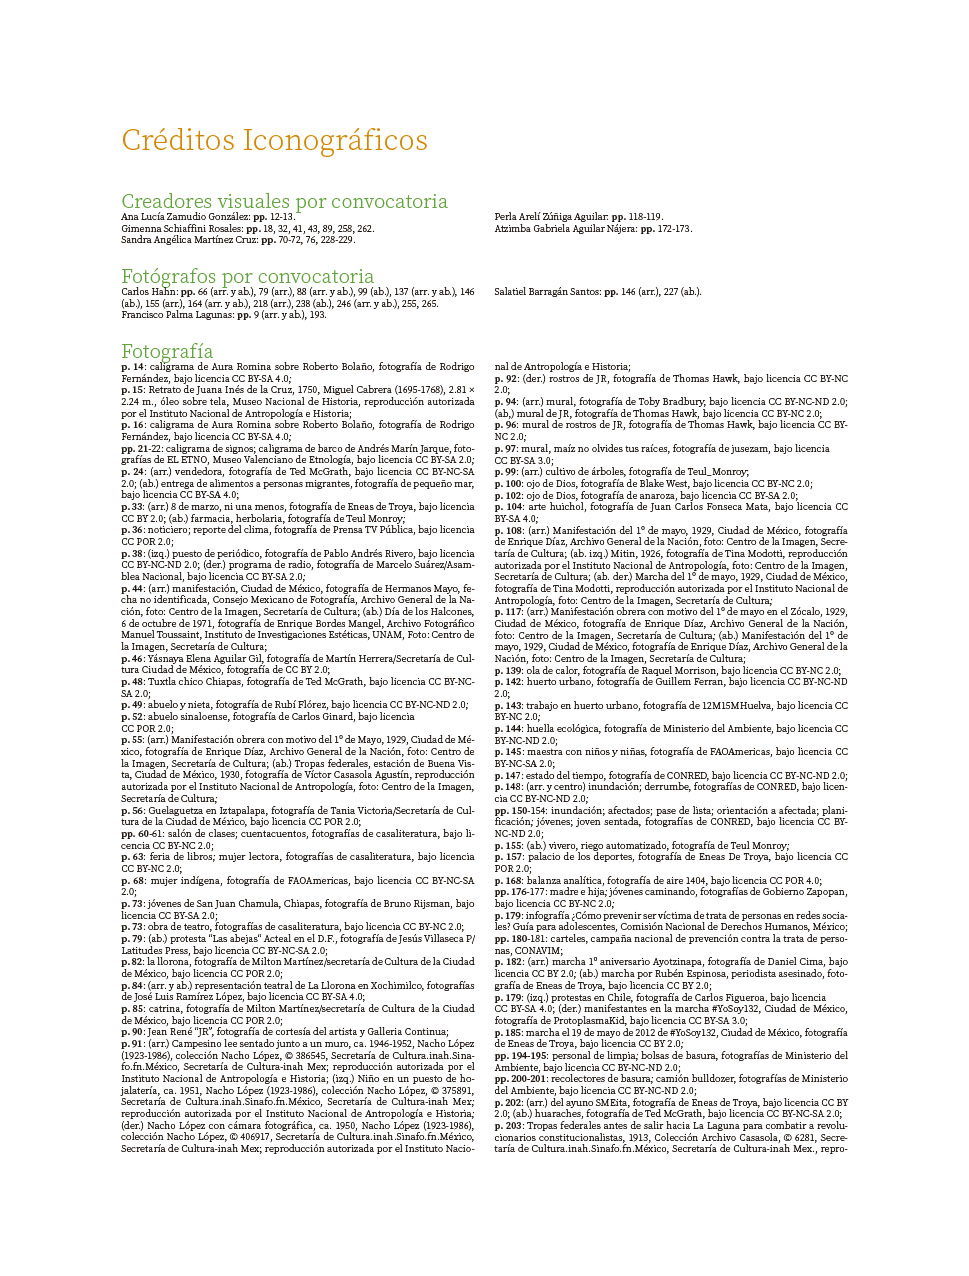 Créditos Iconográficos
Creadores visuales por convocatoria
Ana Lucía Zamudio González: pp. 12-13.
Gimenna Schiaffini Rosales: pp. 18, 32, 41, 43, 89, 258, 262.
Sandra Angélica Martínez Cruz: pp. 70-72, 76, 228-229.
Perla Arelí Zúñiga Aguilar: pp. 118-119.
Atzimba Gabriela Aguilar Nájera: pp. 172-173.
Fotógrafos por convocatoria
Carlos Hahn: pp. 66 (arr. y ab.), 79 (arr.), 88 (arr. y ab.), 99 (ab.), 137 (arr. y ab.), 146
(ab.), 155 (arr.), 164 (arr. y ab.), 218 (arr.), 238 (ab.), 246 (arr. y ab.), 255, 265.
Francisco Palma Lagunas: pp. 9 (arr. y ab.), 193.
Salatiel Barragán Santos: pp. 146 (arr.), 227 (ab.).
Fotografía
p. 14: caligrama de Aura Romina sobre Roberto Bolaño, fotografía de Rodrigo
Fernández, bajo licencia CC BY-SA 4.0;
p. 15: Retrato de Juana Inés de la Cruz, 1750, Miguel Cabrera (1695-1768), 2.81 ×
2.24 m., óleo sobre tela, Museo Nacional de Historia, reproducción autorizada
por el Instituto Nacional de Antropología e Historia;
p. 16: caligrama de Aura Romina sobre Roberto Bolaño, fotografía de Rodrigo
Fernández, bajo licencia CC BY-SA 4.0;
pp. 21-22: caligrama de signos; caligrama de barco de Andrés Marín Jarque, foto-
grafías de EL ETNO, Museo Valenciano de Etnología, bajo licencia CC BY-SA 2.0;
p. 24: (arr.) vendedora, fotografía de Ted McGrath, bajo licencia CC BY-NC-SA
2.0; (ab.) entrega de alimentos a personas migrantes, fotografía de pequeño mar,
bajo licencia CC BY-SA 4.0;
p. 33: (arr.) 8 de marzo, ni una menos, fotografía de Eneas de Troya, bajo licencia
CC BY 2.0; (ab.) farmacia, herbolaria, fotografía de Teul Monroy;
p. 36: noticiero; reporte del clima, fotografía de Prensa TV Pública, bajo licencia
CC POR 2.0;
p. 38: (izq.) puesto de periódico, fotografía de Pablo Andrés Rivero, bajo licencia
CC BY-NC-ND 2.0; (der.) programa de radio, fotografía de Marcelo Suárez/Asam-
blea Nacional, bajo licencia CC BY-SA 2.0;
p. 44: (arr.) manifestación, Ciudad de México, fotografía de Hermanos Mayo, fe-
cha no identificada, Consejo Mexicano de Fotografía, Archivo General de la Na-
ción, foto: Centro de la Imagen, Secretaría de Cultura; (ab.) Día de los Halcones,
6 de octubre de 1971, fotografía de Enrique Bordes Mangel, Archivo Fotográfico
Manuel Toussaint, Instituto de Investigaciones Estéticas, UNAM, Foto: Centro de
la Imagen, Secretaría de Cultura;
p. 46: Yásnaya Elena Aguilar Gil, fotografía de Martín Herrera/Secretaría de Cul-
tura Ciudad de México, fotografía de CC BY 2.0;
p. 48: Tuxtla chico Chiapas, fotografía de Ted McGrath, bajo licencia CC BY-NC-
SA 2.0;
p. 49: abuelo y nieta, fotografía de Rubí Flórez, bajo licencia CC BY-NC-ND 2.0;
p. 52: abuelo sinaloense, fotografía de Carlos Ginard, bajo licencia
CC POR 2.0;
p. 55: (arr.) Manifestación obrera con motivo del 1º de Mayo, 1929, Ciudad de Mé-
xico, fotografía de Enrique Díaz, Archivo General de la Nación, foto: Centro de
la Imagen, Secretaría de Cultura; (ab.) Tropas federales, estación de Buena Vis-
ta, Ciudad de México, 1930, fotografía de Víctor Casasola Agustín, reproducción
autorizada por el Instituto Nacional de Antropología, foto: Centro de la Imagen,
Secretaría de Cultura;
p. 56: Guelaguetza en Iztapalapa, fotografía de Tania Victoria/Secretaría de Cul-
tura de la Ciudad de México, bajo licencia CC POR 2.0;
pp. 60-61: salón de clases; cuentacuentos, fotografías de casaliteratura, bajo li-
cencia CC BY-NC 2.0;
p. 63: feria de libros; mujer lectora, fotografías de casaliteratura, bajo licencia
CC BY-NC 2.0;
p. 68: mujer indígena, fotografía de FAOAmericas, bajo licencia CC BY-NC-SA
2.0;
p. 73: jóvenes de San Juan Chamula, Chiapas, fotografía de Bruno Rijsman, bajo
licencia CC BY-SA 2.0;
p. 73: obra de teatro, fotografías de casaliteratura, bajo licencia CC BY-NC 2.0;
p. 79: (ab.) protesta “Las abejas“ Acteal en el D.F., fotografía de Jesús Villaseca P/
Latitudes Press, bajo licencia CC BY-NC-SA 2.0;
p.82: la llorona, fotografía de Milton Martínez/secretaría de Cultura de la Ciudad
de México, bajo licencia CC POR 2.0;
p. 84: (arr. y ab.) representación teatral de La Llorona en Xochimilco, fotografías
de José Luis Ramírez López, bajo licencia CC BY-SA 4.0;
p. 85: catrina, fotografía de Milton Martínez/secretaría de Cultura de la Ciudad
de México, bajo licencia CC POR 2.0;
p. 90: Jean René “JR”, fotografía de cortesía del artista y Galleria Continua;
p. 91: (arr.) Campesino lee sentado junto a un muro, ca. 1946-1952, Nacho López
(1923-1986), colección Nacho López, © 386545, Secretaría de Cultura.inah.Sina-
fo.fn.México, Secretaría de Cultura-inah Mex; reproducción autorizada por el
Instituto Nacional de Antropología e Historia; (izq.) Niño en un puesto de ho-
jalatería, ca. 1951, Nacho López (1923-1986), colección Nacho López, © 375891,
Secretaría de Cultura.inah.Sinafo.fn.México, Secretaría de Cultura-inah Mex;
reproducción autorizada por el Instituto Nacional de Antropología e Historia;
(der.) Nacho López con cámara fotográfica, ca. 1950, Nacho López (1923-1986),
colección Nacho López, © 406917, Secretaría de Cultura.inah.Sinafo.fn.México,
Secretaría de Cultura-inah Mex; reproducción autorizada por el Instituto Nacio-
nal de Antropología e Historia;
p. 92: (der.) rostros de JR, fotografía de Thomas Hawk, bajo licencia CC BY-NC
2.0;
p. 94: (arr.) mural, fotografía de Toby Bradbury, bajo licencia CC BY-NC-ND 2.0;
(ab,) mural de JR, fotografía de Thomas Hawk, bajo licencia CC BY-NC 2.0;
p. 96: mural de rostros de JR, fotografía de Thomas Hawk, bajo licencia CC BY-
NC 2.0;
p. 97: mural, maíz no olvides tus raíces, fotografía de jusezam, bajo licencia
CC BY-SA 3.0;
p. 99: (arr.) cultivo de árboles, fotografía de Teul_Monroy;
p. 100: ojo de Dios, fotografía de Blake West, bajo licencia CC BY-NC 2.0;
p. 102: ojo de Dios, fotografía de anaroza, bajo licencia CC BY-SA 2.0;
p. 104: arte huichol, fotografía de Juan Carlos Fonseca Mata, bajo licencia CC
BY-SA 4.0;
p. 108: (arr.) Manifestación del 1º de mayo, 1929, Ciudad de México, fotografía
de Enrique Díaz, Archivo General de la Nación, foto: Centro de la Imagen, Secre-
taría de Cultura; (ab. izq.) Mitin, 1926, fotografía de Tina Modotti, reproducción
autorizada por el Instituto Nacional de Antropología, foto: Centro de la Imagen,
Secretaría de Cultura; (ab. der.) Marcha del 1º de mayo, 1929, Ciudad de México,
fotografía de Tina Modotti, reproducción autorizada por el Instituto Nacional de
Antropología, foto: Centro de la Imagen, Secretaría de Cultura;
p. 117: (arr.) Manifestación obrera con motivo del 1º de mayo en el Zócalo, 1929,
Ciudad de México, fotografía de Enrique Díaz, Archivo General de la Nación,
foto: Centro de la Imagen, Secretaría de Cultura; (ab.) Manifestación del 1º de
mayo, 1929, Ciudad de México, fotografía de Enrique Díaz, Archivo General de la
Nación, foto: Centro de la Imagen, Secretaría de Cultura;
p. 139: ola de calor, fotografía de Raquel Morrison, bajo licencia CC BY-NC 2.0;
p. 142: huerto urbano, fotografía de Guillem Ferran, bajo licencia CC BY-NC-ND
2.0;
p. 143: trabajo en huerto urbano, fotografía de 12M15MHuelva, bajo licencia CC
BY-NC 2.0;
p. 144: huella ecológica, fotografía de Ministerio del Ambiente, bajo licencia CC
BY-NC-ND 2.0;
p. 145: maestra con niños y niñas, fotografía de FAOAmericas, bajo licencia CC
BY-NC-SA 2.0;
p. 147: estado del tiempo, fotografía de CONRED, bajo licencia CC BY-NC-ND 2.0;
p. 148: (arr. y centro) inundación; derrumbe, fotografías de CONRED, bajo licen-
cia CC BY-NC-ND 2.0;
pp. 150-154: inundación; afectados; pase de lista; orientación a afectada; plani-
ficación; jóvenes; joven sentada, fotografías de CONRED, bajo licencia CC BY-
NC-ND 2.0;
p. 155: (ab.) vivero, riego automatizado, fotografía de Teul Monroy;
p. 157: palacio de los deportes, fotografía de Eneas De Troya, bajo licencia CC
POR 2.0;
p. 168: balanza analítica, fotografía de aire 1404, bajo licencia CC POR 4.0;
pp. 176-177: madre e hija; jóvenes caminando, fotografías de Gobierno Zapopan,
bajo licencia CC BY-NC 2.0;
p. 179: infografía ¿Cómo prevenir ser víctima de trata de personas en redes socia-
les? Guía para adolescentes, Comisión Nacional de Derechos Humanos, México;
pp. 180-181: carteles, campaña nacional de prevención contra la trata de perso-
nas, CONAVIM;
p. 182: (arr.) marcha 1º aniversario Ayotzinapa, fotografía de Daniel Cima, bajo
licencia CC BY 2.0; (ab.) marcha por Rubén Espinosa, periodista asesinado, foto-
grafía de Eneas de Troya, bajo licencia CC BY 2.0;
p. 179: (izq.) protestas en Chile, fotografía de Carlos Figueroa, bajo licencia
CC BY-SA 4.0; (der.) manifestantes en la marcha #YoSoy132, Ciudad de México,
fotografía de ProtoplasmaKid, bajo licencia CC BY-SA 3.0;
p. 185: marcha el 19 de mayo de 2012 de #YoSoy132, Ciudad de México, fotografía
de Eneas de Troya, bajo licencia CC BY 2.0;
pp. 194-195: personal de limpia; bolsas de basura, fotografías de Ministerio del
Ambiente, bajo licencia CC BY-NC-ND 2.0;
pp. 200-201: recolectores de basura; camión bulldozer, fotografías de Ministerio
del Ambiente, bajo licencia CC BY-NC-ND 2.0;
p. 202: (arr.) del ayuno SMEita, fotografía de Eneas de Troya, bajo licencia CC BY
2.0; (ab.) huaraches, fotografía de Ted McGrath, bajo licencia CC BY-NC-SA 2.0;
p. 203: Tropas federales antes de salir hacia La Laguna para combatir a revolu-
cionarios constitucionalistas, 1913, Colección Archivo Casasola, © 6281, Secre-
taría de Cultura.inah.Sinafo.fn.México, Secretaría de Cultura-inah Mex., repro-